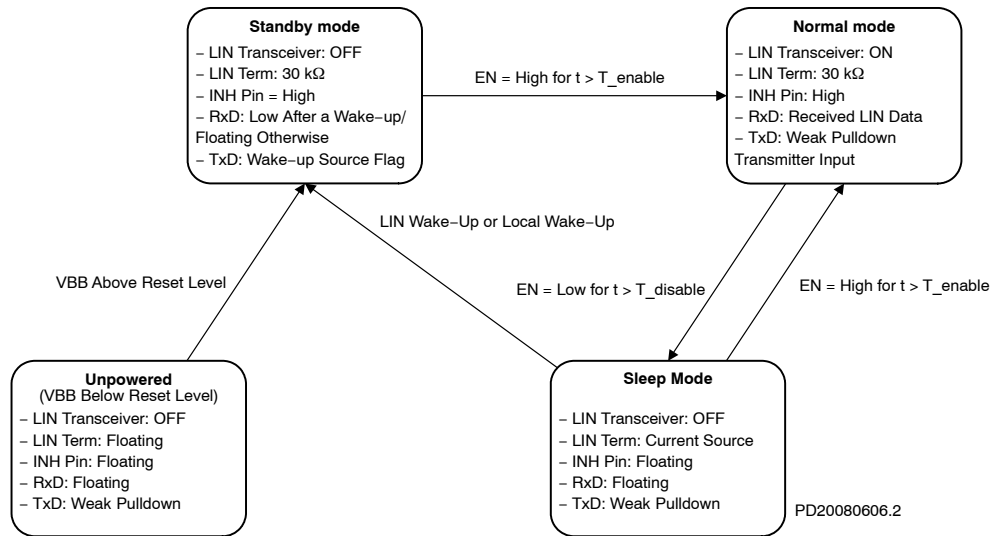 Standby mode
− LIN Transceiver: OFF
− LIN Term: 30 kΩ
− INH Pin = High
− RxD: Low After a Wake−up/
Floating Otherwise
− TxD: Wake−up Source Flag
EN = High for t > T_enable
Normal mode
− LIN Transceiver: ON
− LIN Term: 30 kΩ
− INH Pin: High
− RxD: Received LIN Data
− TxD: Weak Pulldown
Transmitter Input
LIN Wake−Up or Local Wake−Up
VBB Above Reset Level
EN = Low for t > T_disable
EN = High for t > T_enable
Unpowered
(VBB Below Reset Level)
− LIN Transceiver: OFF
− LIN Term: Floating
− INH Pin: Floating
− RxD: Floating
− TxD: Weak Pulldown
Sleep Mode
− LIN Transceiver: OFF
− LIN Term: Current Source
− INH Pin: Floating
− RxD: Floating
− TxD: Weak Pulldown
PD20080606.2